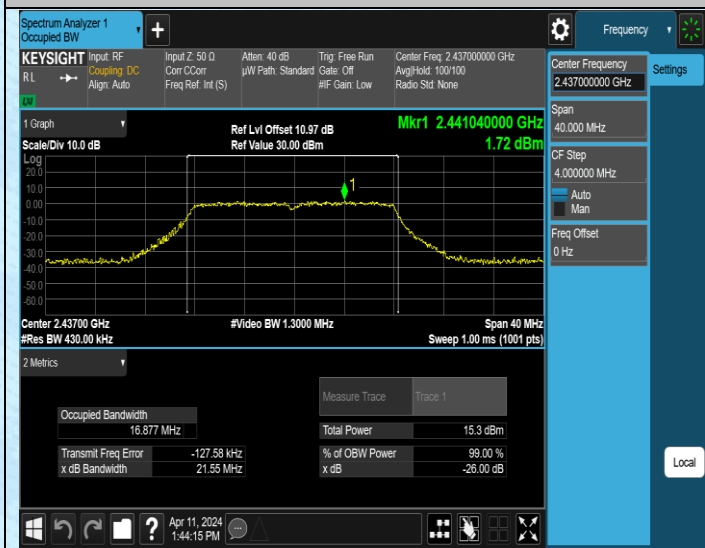 Spectrum Analyzer 1
Occupied BW
Frequency
KEYSIGHT
RL
LXI
Input: RF
Coupling: DC
Align: Auto
Input Z: 50 Ω
Corr CCorr
Freq Ref: Int (S)
Atten: 40 dB
µW Path: Standard
Trig: Free Run
Gate: Off
#IF Gain: Low
Center Freq: 2.437000000 GHz
Avg|Hold: 100/100
Radio Std: None
Center Frequency
2.437000000 GHz
Settings
Span
40.000 MHz
CF Step
4.000000 MHz
Auto
Man
Freq Offset
0 Hz
1 Graph
Scale/Div 10.0 dB
Ref Lvl Offset 10.97 dB
Ref Value 30.00 dBm
Mkr1 2.441040000 GHz
1.72 dBm
Log
20.0
10.0
0.00
-10.0
-20.0
-30.0
-40.0
-50.0
-60.0
1
Center 2.43700 GHz
#Res BW 430.00 kHz
#Video BW 1.3000 MHz
Span 40 MHz
Sweep 1.00 ms (1001 pts)
2 Metrics
Measure Trace
Trace 1
Occupied Bandwidth
16.877 MHz
Total Power
15.3 dBm
Transmit Freq Error
-127.58 kHz
% of OBW Power
99.00 %
x dB Bandwidth
21.55 MHz
x dB
-26.00 dB
Local
?
Apr 11, 2024
1:44:15 PM